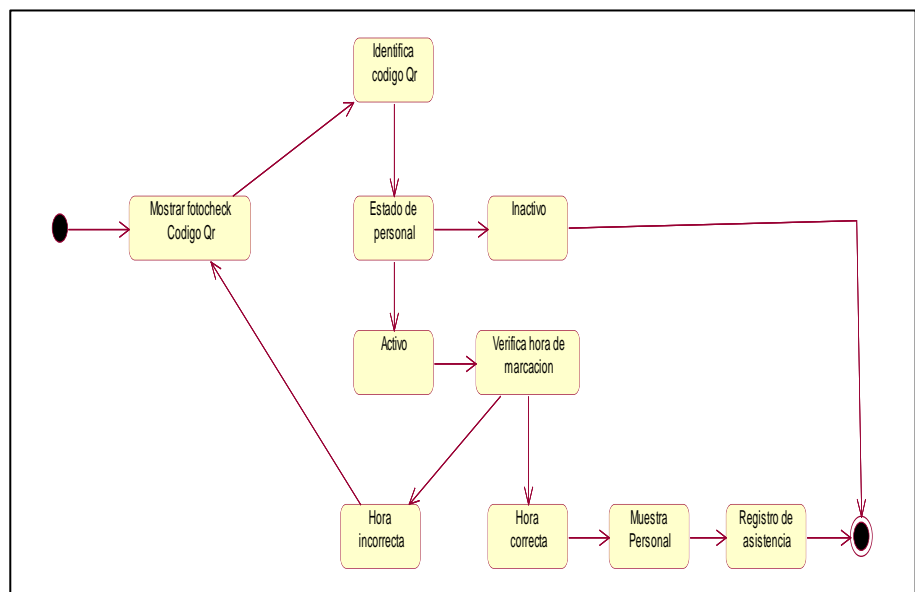 Identifica
codigo Qr
Mostrar fotocheck
Codigo Qr
Estado de
personal
Inactivo
Activo
Verifica hora de
marcacion
Hora
incorrecta
Hora
correcta
Muestra
Personal
Registro de
asistencia